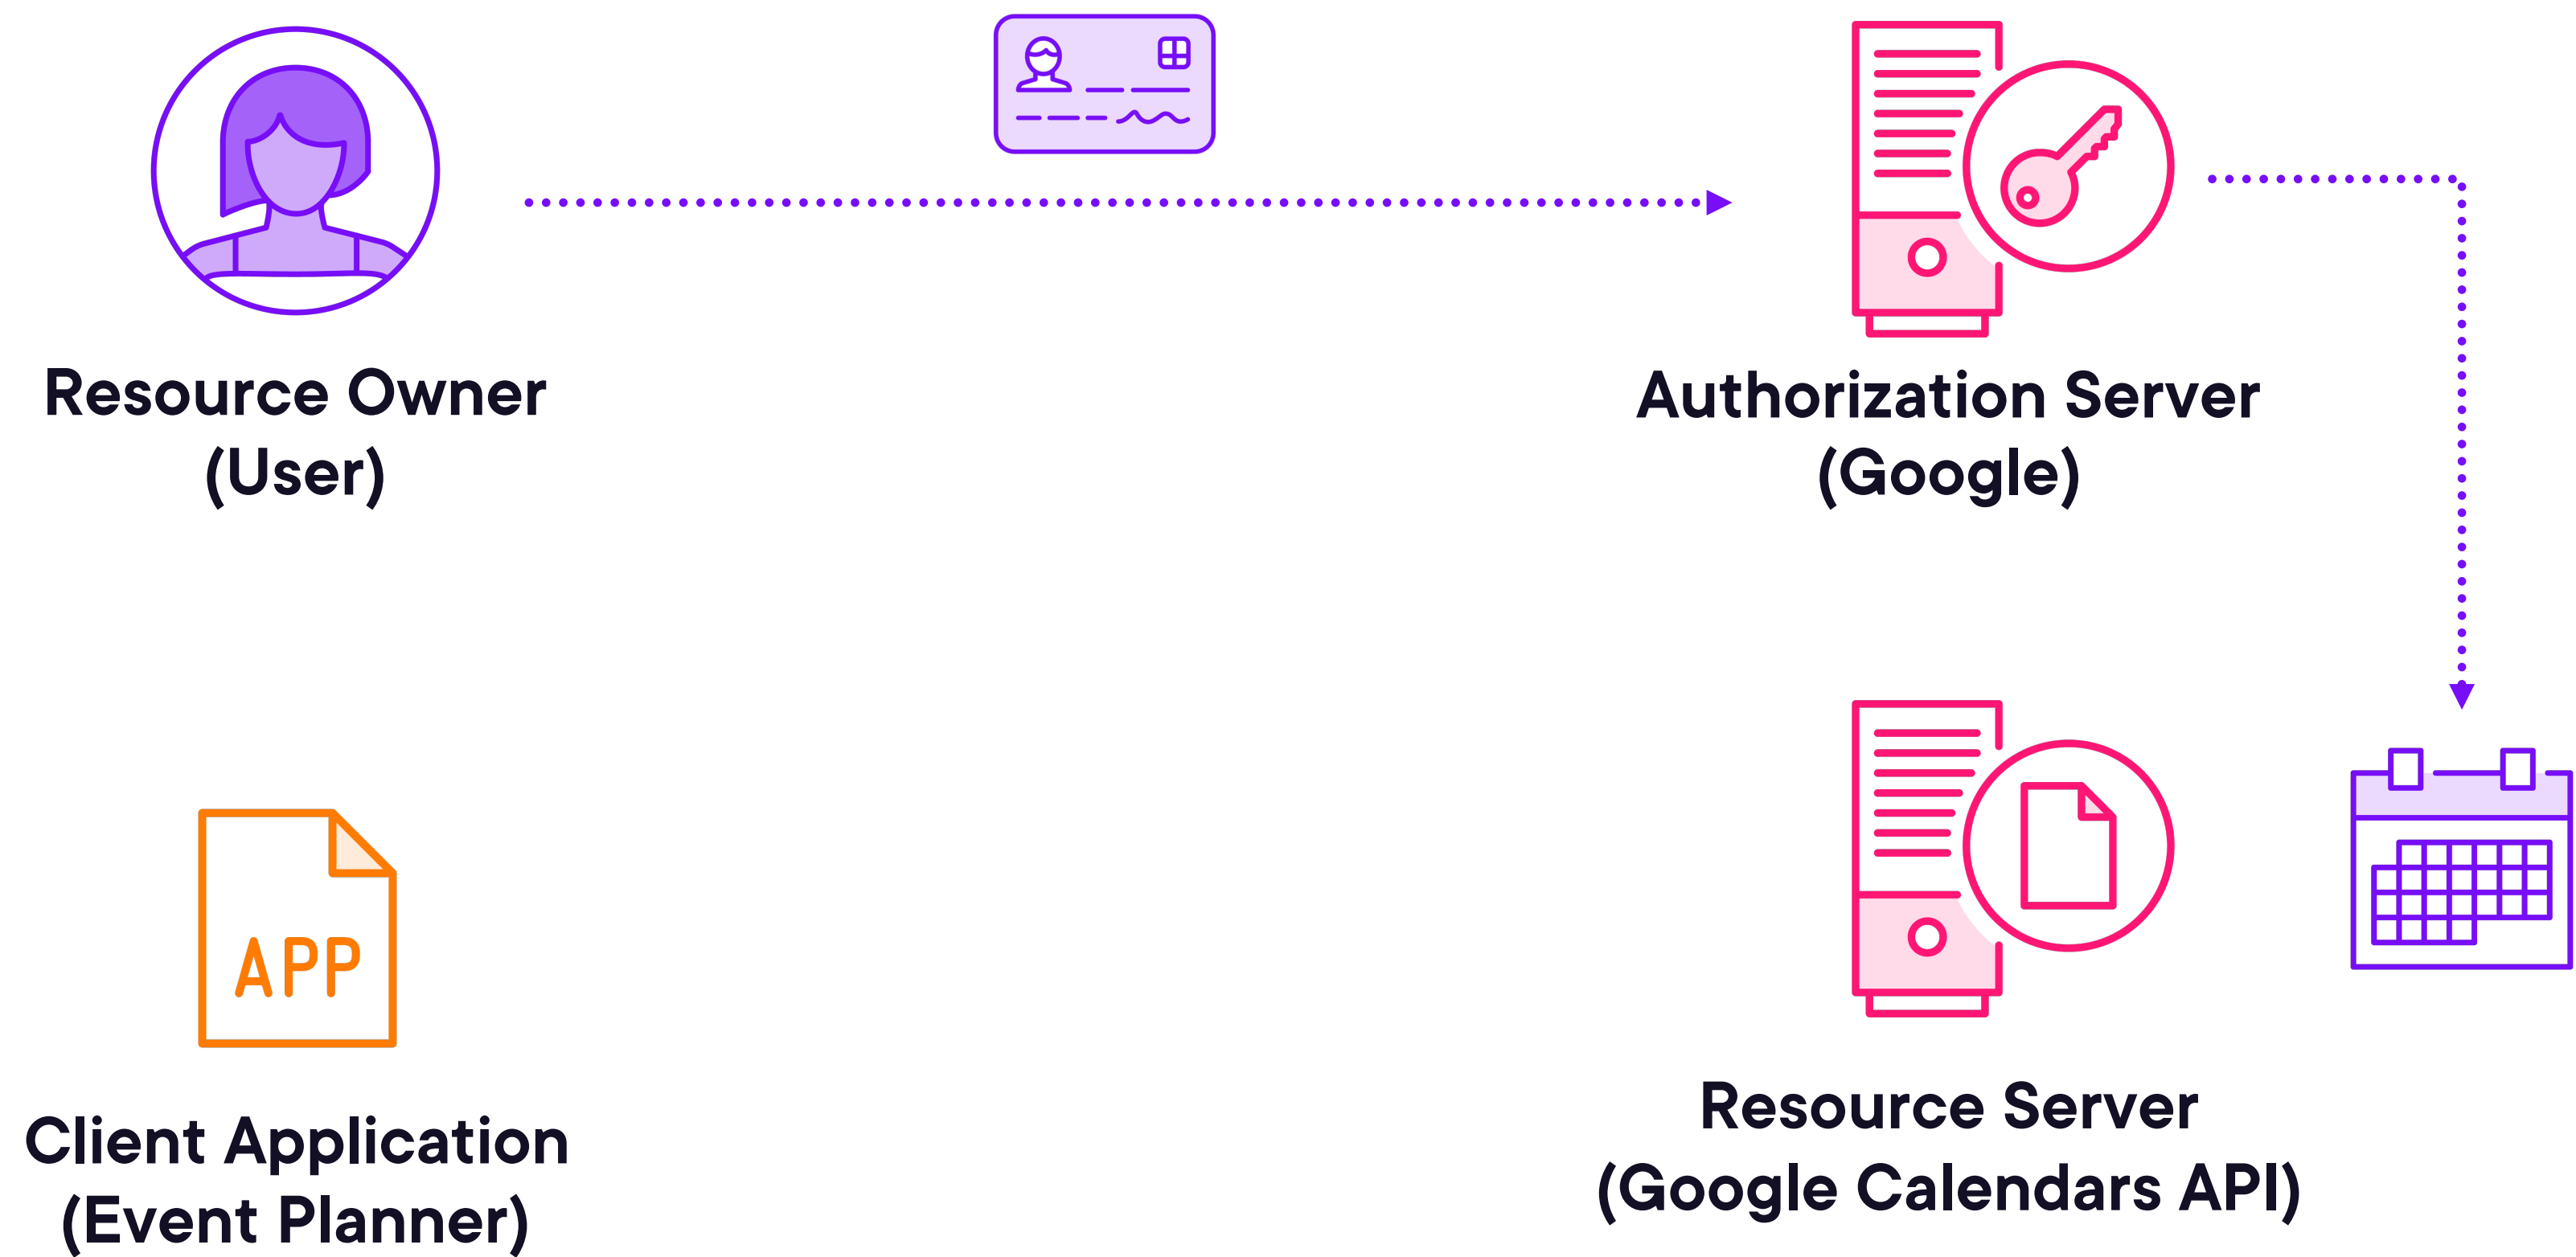 Resource Owner
(User)
Authorization Server
(Google)
APP
Client Application
(Event Planner)
Resource Server
(Google Calendars API)